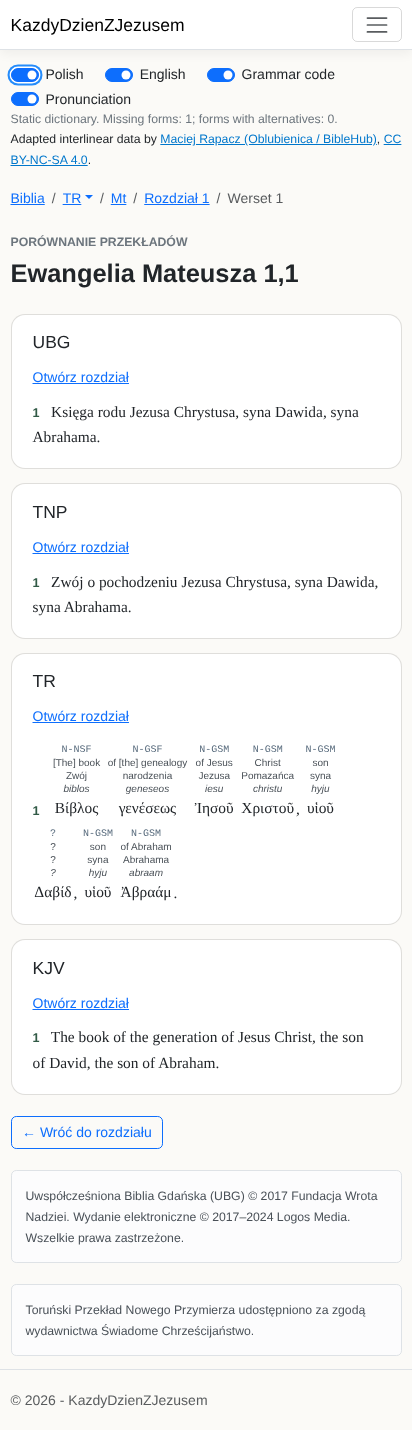 KazdyDzienZJezusem
Polish English Grammar code
Pronunciation
Static dictionary. Missing forms: 1; forms with alternatives: 0.
Adapted interlinear data by Maciej Rapacz (Oblubienica / BibleHub), CC
BY-NC-SA 4.0.
Biblia / TR / Mt / Rozdział 1 / Werset 1
PORÓWNANIE PRZEKŁADÓW
Ewangelia Mateusza 1,1
UBG
Otwórz rozdział
1 Księga rodu Jezusa Chrystusa, syna Dawida, syna
Abrahama.
TNP
Otwórz rozdział
1 Zwój o pochodzeniu Jezusa Chrystusa, syna Dawida,
syna Abrahama.
TR
Otwórz rozdział
N-NSF N-GSF N-GSM N-GSM N-GSM
[The] book of [the] genealogy of Jesus Christ son
Zwój narodzenia Jezusa Pomazańca syna
biblos geneseos iesu christu hyju
1 Βίβλος γενέσεως Ἰησοῦ Χριστοῦ, υἱοῦ
? N-GSM N-GSM
? son of Abraham
? syna Abrahama
? hyju abraam
Δαβίδ, υἱοῦ Ἀβραάμ.
KJV
Otwórz rozdział
1 The book of the generation of Jesus Christ, the son
of David, the son of Abraham.
← Wróć do rozdziału
Uwspółcześniona Biblia Gdańska (UBG) © 2017 Fundacja Wrota
Nadziei. Wydanie elektroniczne © 2017–2024 Logos Media.
Wszelkie prawa zastrzeżone.
Toruński Przekład Nowego Przymierza udostępniono za zgodą
wydawnictwa Świadome Chrześcijaństwo.
© 2026 - KazdyDzienZJezusem